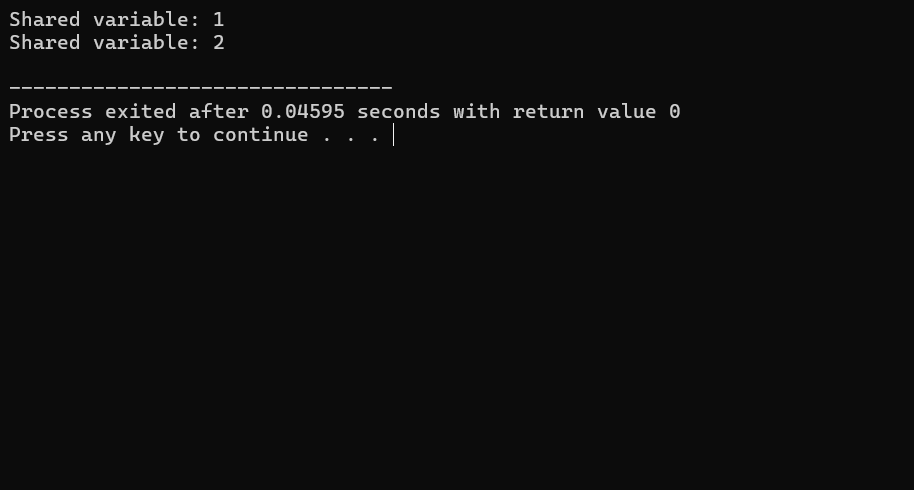 Shared variable: 1
Shared variable: 2
--------------------------------
Process exited after 0.04595 seconds with return value 0
Press any key to continue . . .